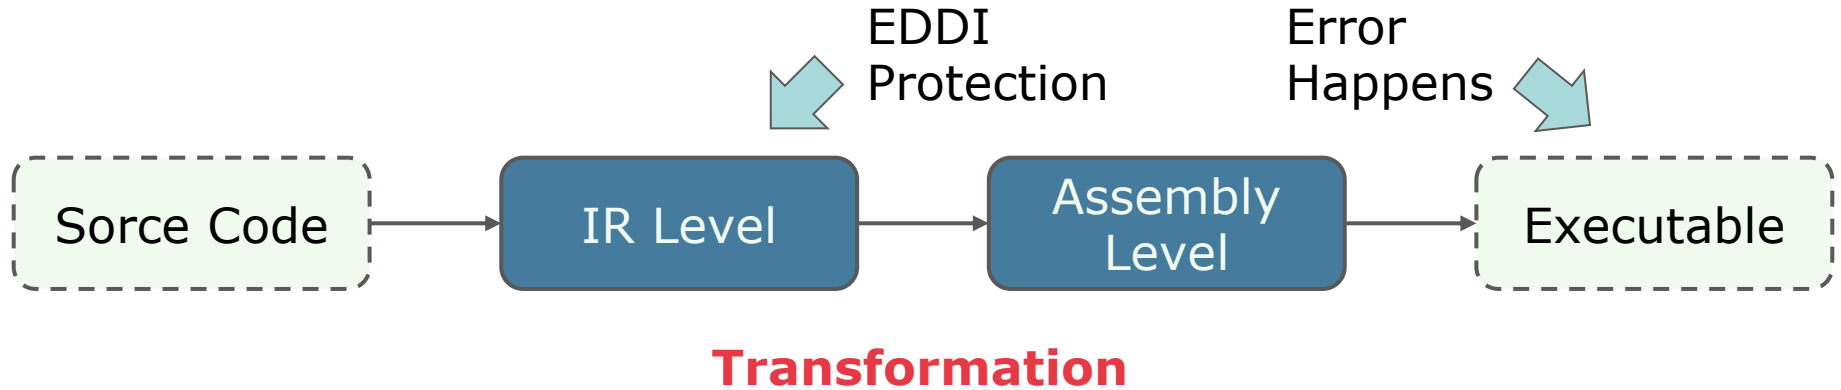 EDDI
Protection
Error
Happens
Sorce Code
IR Level
Assembly
Level
Executable
Transformation